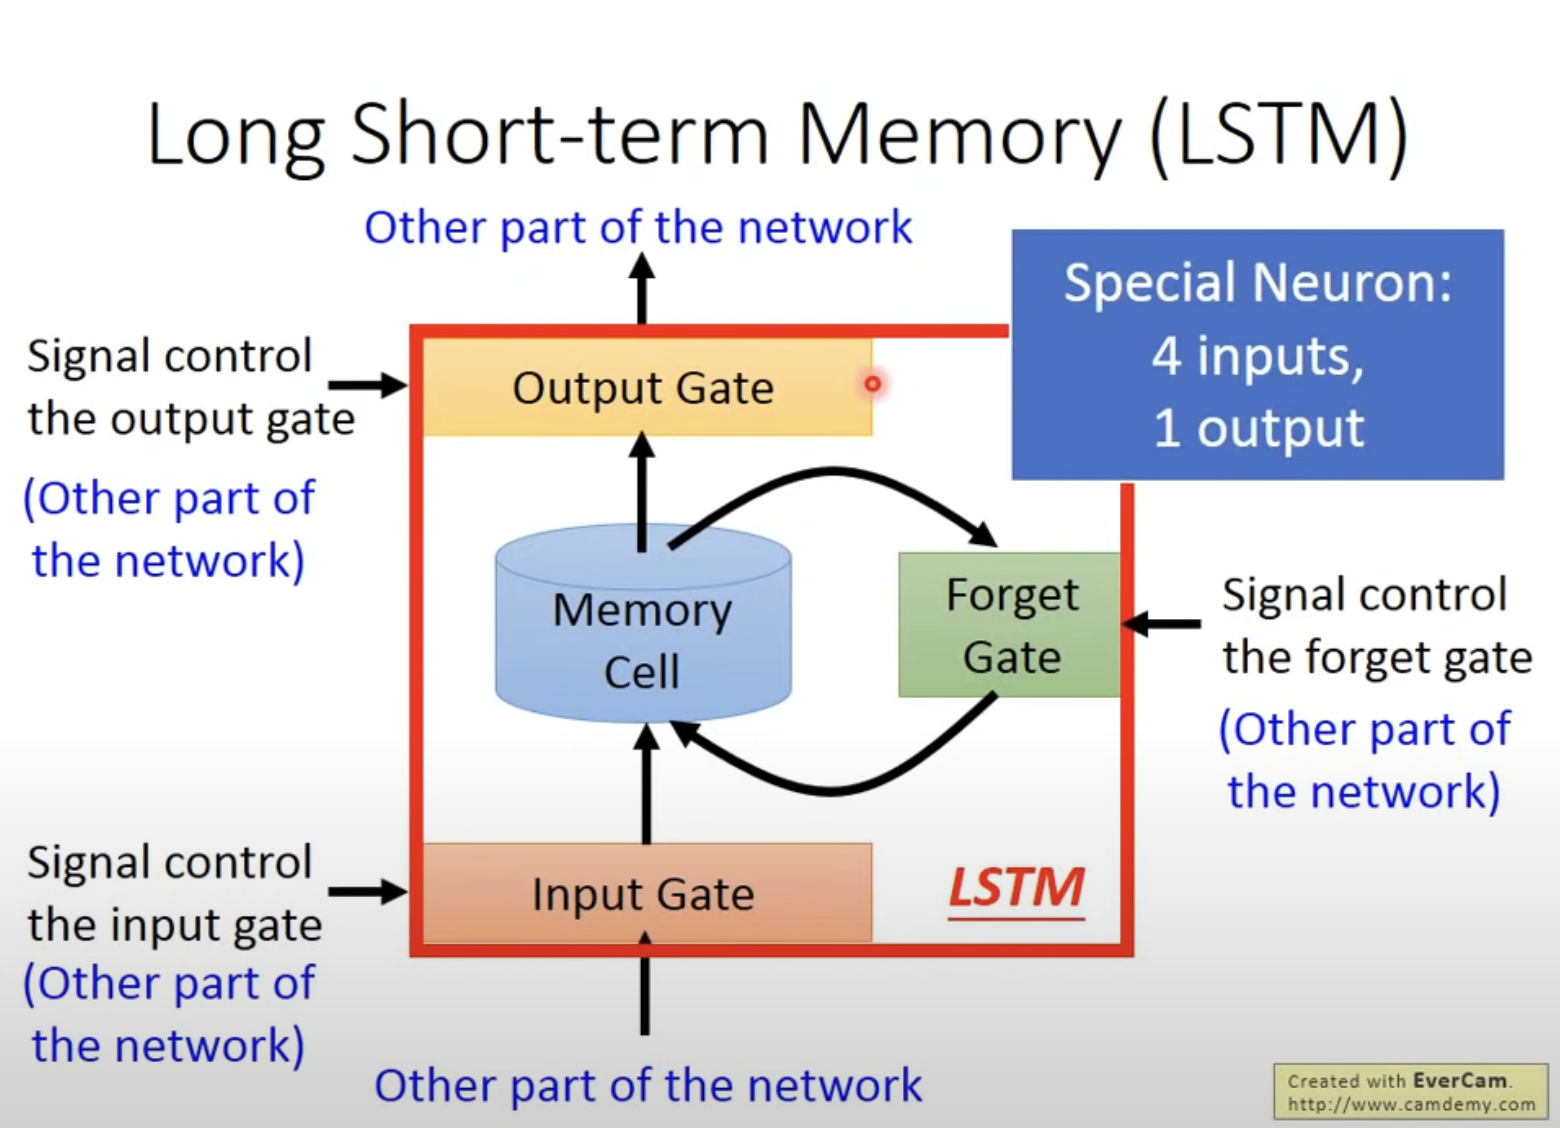 Long Short-term Memory (LSTM)
Other part of the network
Special Neuron:
4 inputs,
1 output
Signal control
the output gate
(Other part of
the network)
Output Gate
Memory
Cell
Forget
Gate
Signal control
the forget gate
(Other part of
the network)
Signal control
the input gate
(Other part of
the network)
Input Gate
LSTM
Other part of the network
Created with EverCam.
http://www.camdemy.com